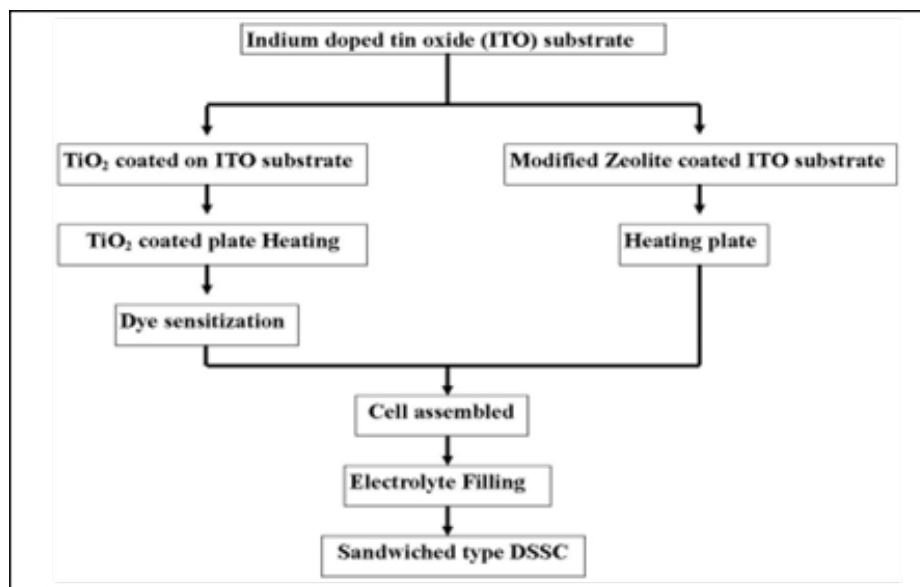 Indium doped tin oxide (ITO) substrate
TiO₂ coated on ITO substrate
Modified Zeolite coated ITO substrate
TiO₂ coated plate Heating
Heating plate
Dye sensitization
Cell assembled
Electrolyte Filling
Sandwiched type DSSC